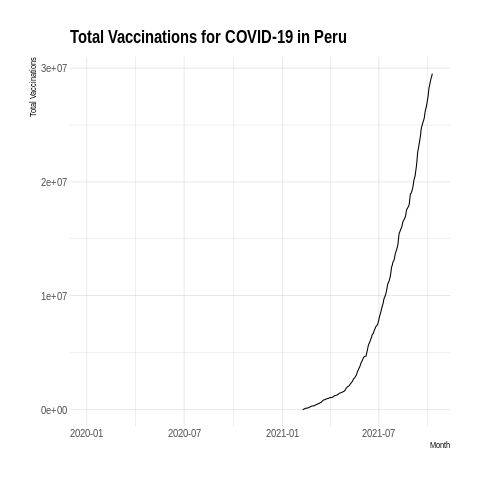 Total Vaccinations for COVID-19 in Peru
Total Vaccinations
3e+07
2e+07
1e+07
0e+00
2020-01 2020-07 2021-01 2021-07
Month